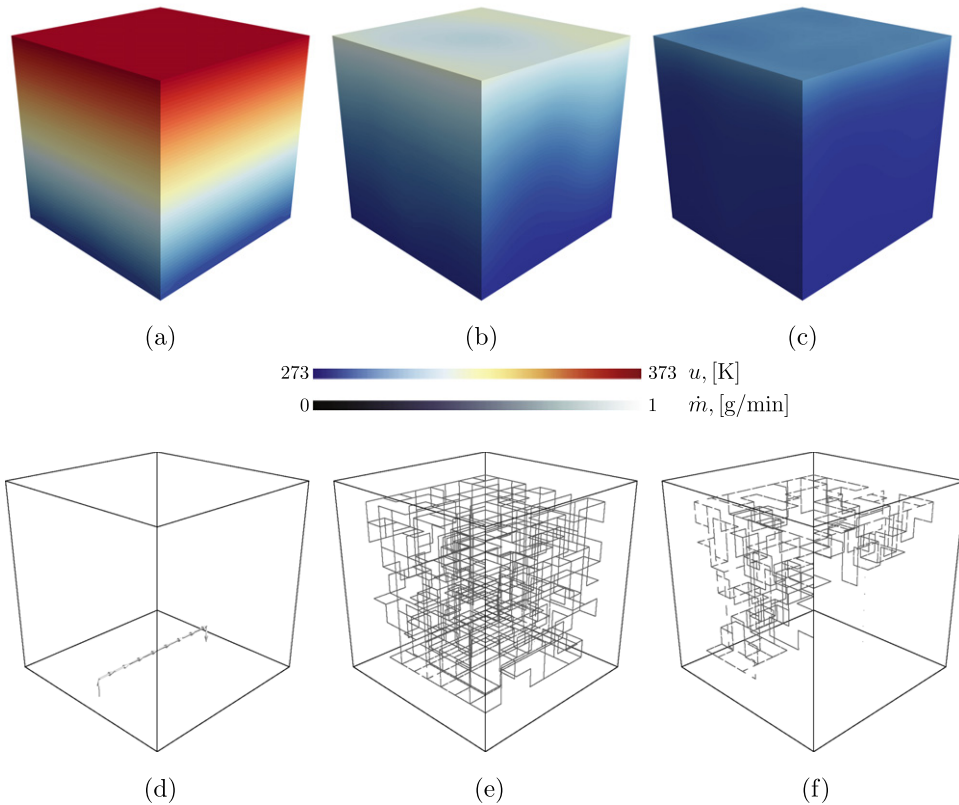 (a) (b) (c)
273 373 u, [K]
0 1 ṁ, [g/min]
(d) (e) (f)